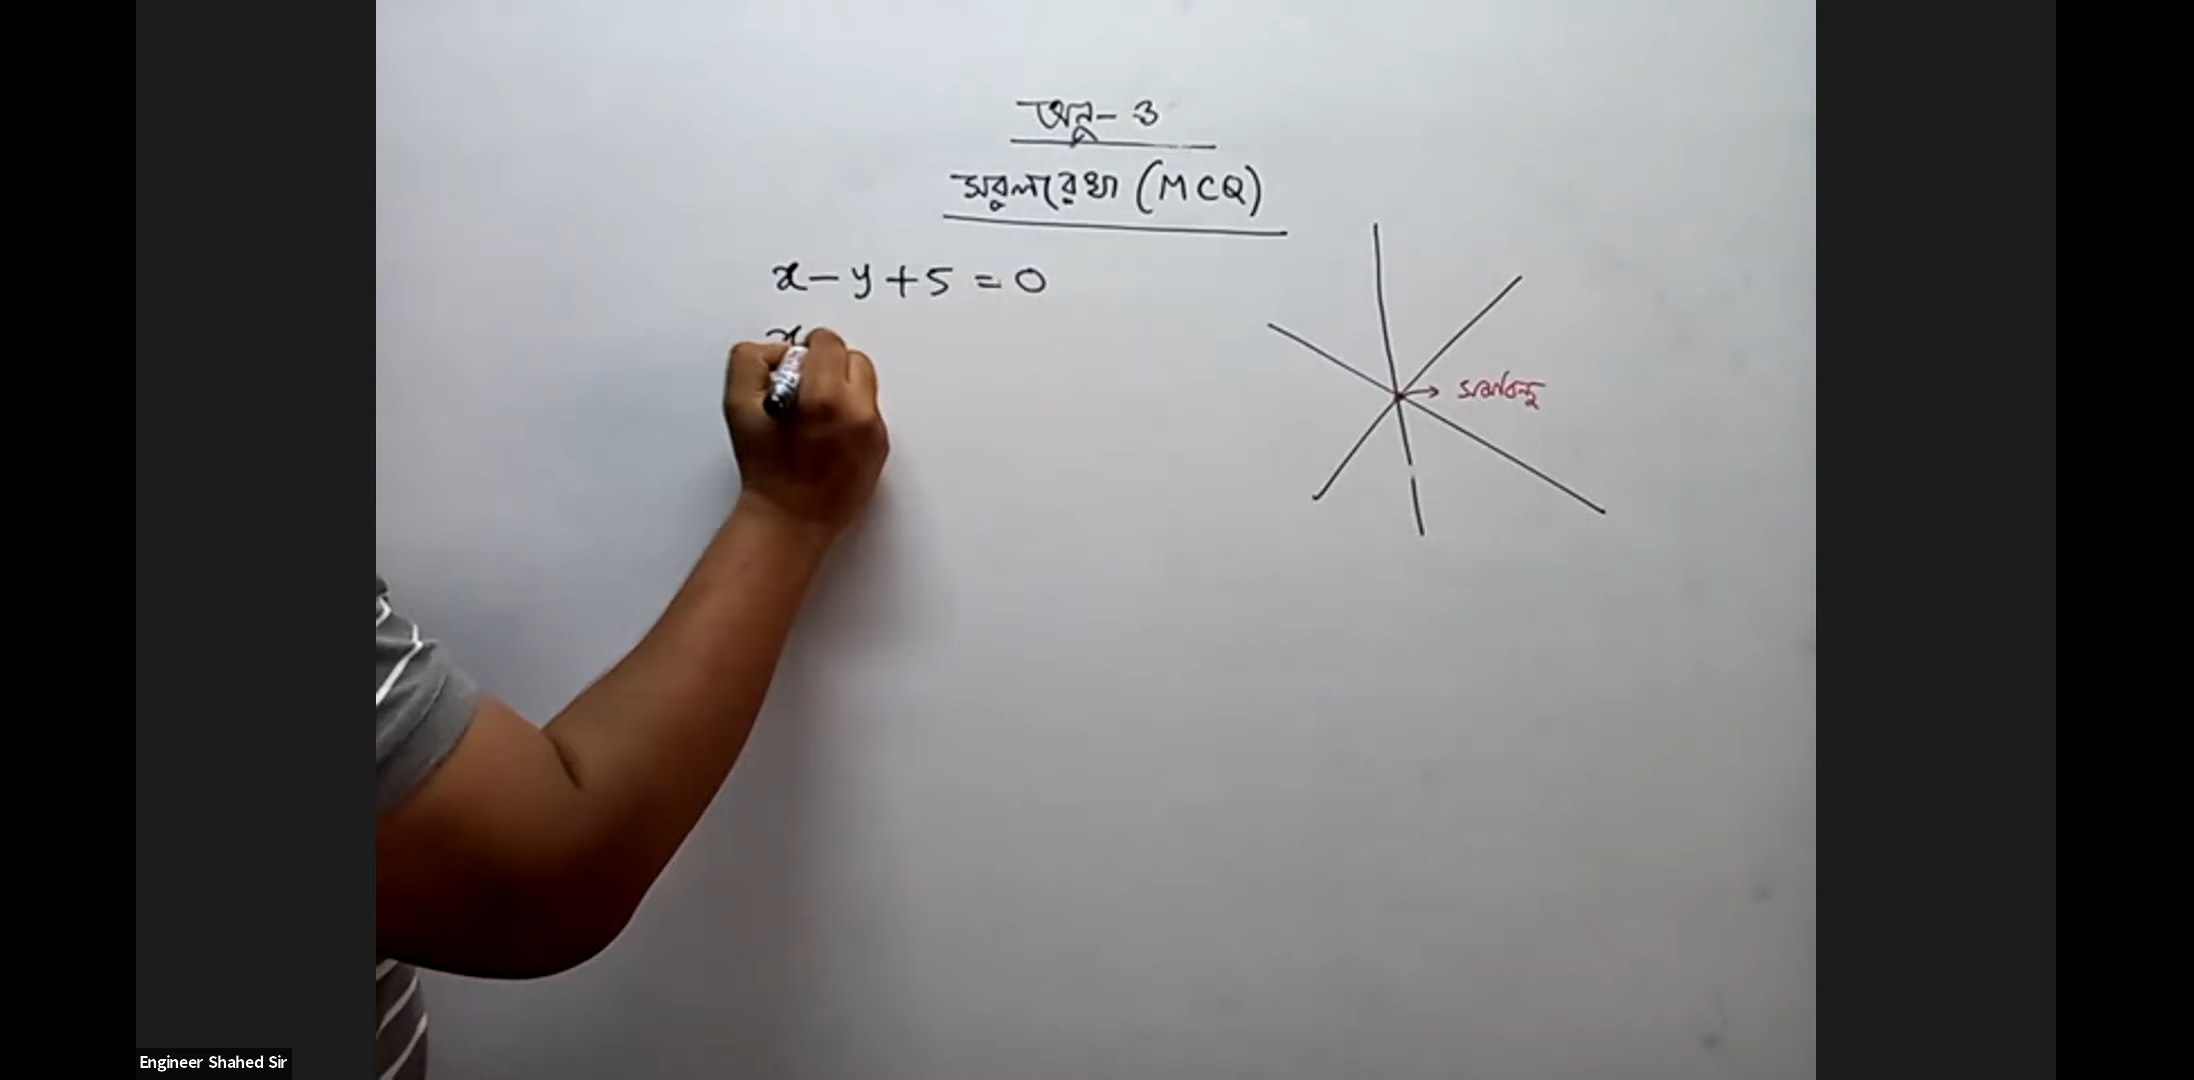 অনু- ৩
সরলরেখা (MCQ)
x - y + 5 = 0
x
সমবিন্দু
Engineer Shahed Sir